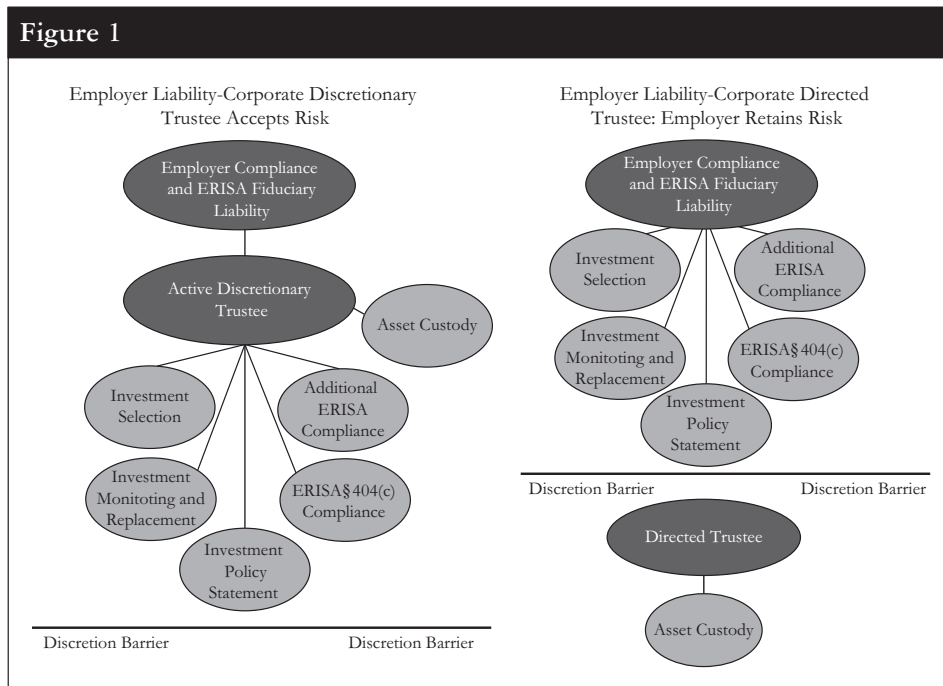 Figure 1
Employer Liability-Corporate Discretionary
Trustee Accepts Risk
Employer Compliance
and ERISA Fiduciary
Liability
Active Discretionary
Trustee
Asset Custody
Investment
Selection
Additional
ERISA
Compliance
Investment
Monitoting and
Replacement
ERISA§ 404(c)
Compliance
Investment
Policy
Statement
Discretion Barrier
Discretion Barrier
Employer Liability-Corporate Directed
Trustee: Employer Retains Risk
Employer Compliance
and ERISA Fiduciary
Liability
Investment
Selection
Additional
ERISA
Compliance
Investment
Monitoting and
Replacement
ERISA§ 404(c)
Compliance
Investment
Policy
Statement
Discretion Barrier
Discretion Barrier
Directed Trustee
Asset Custody